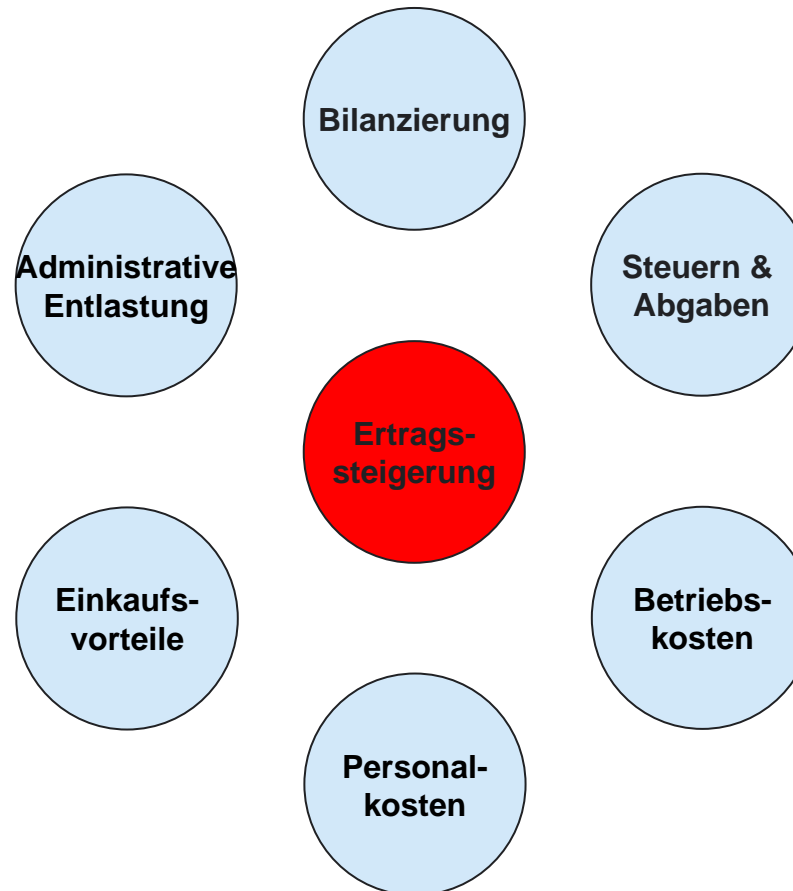 Bilanzierung
Administrative
Entlastung
Steuern &
Abgaben
Ertrags-
steigerung
Einkaufs-
vorteile
Betriebs-
kosten
Personal-
kosten